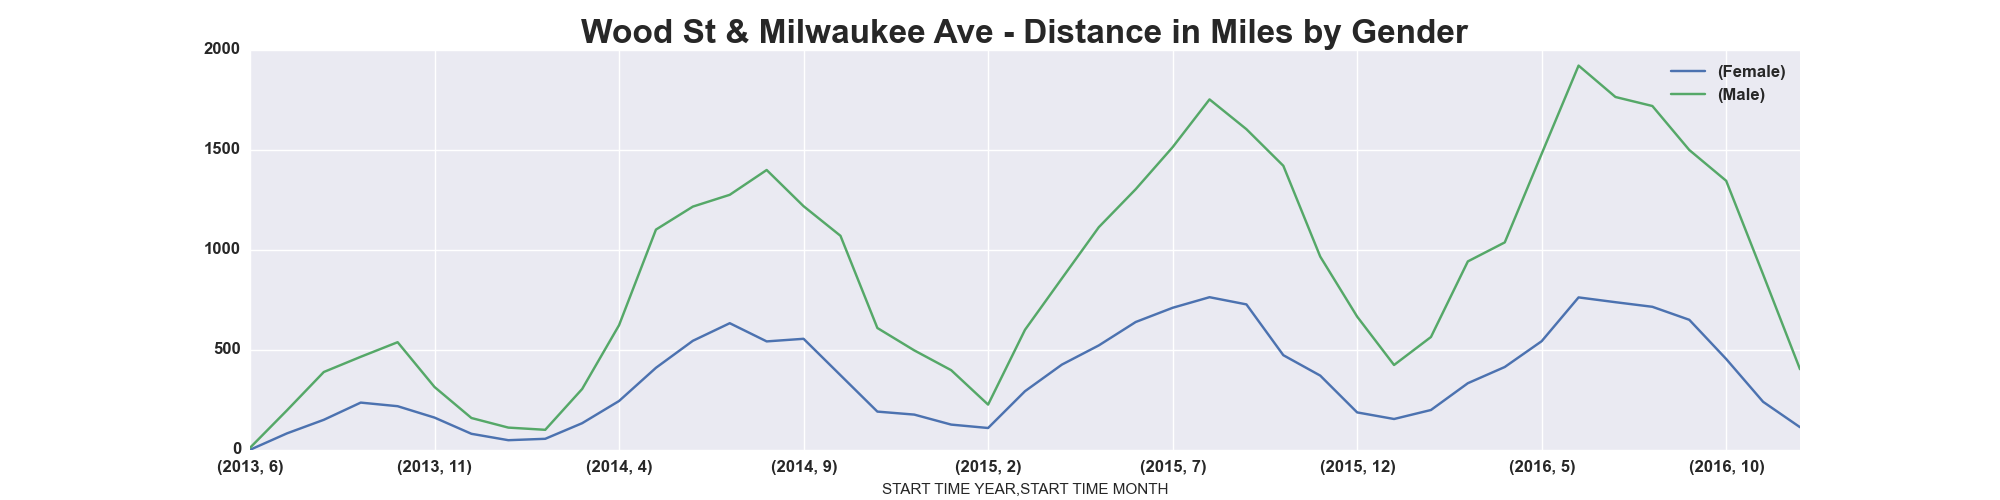 Wood St & Milwaukee Ave - Distance in Miles by Gender
2000
1500
1000
500
0
(Female)
(Male)
(2013, 6) (2013, 11) (2014, 4) (2014, 9) (2015, 2) (2015, 7) (2015, 12) (2016, 5) (2016, 10)
START TIME YEAR,START TIME MONTH